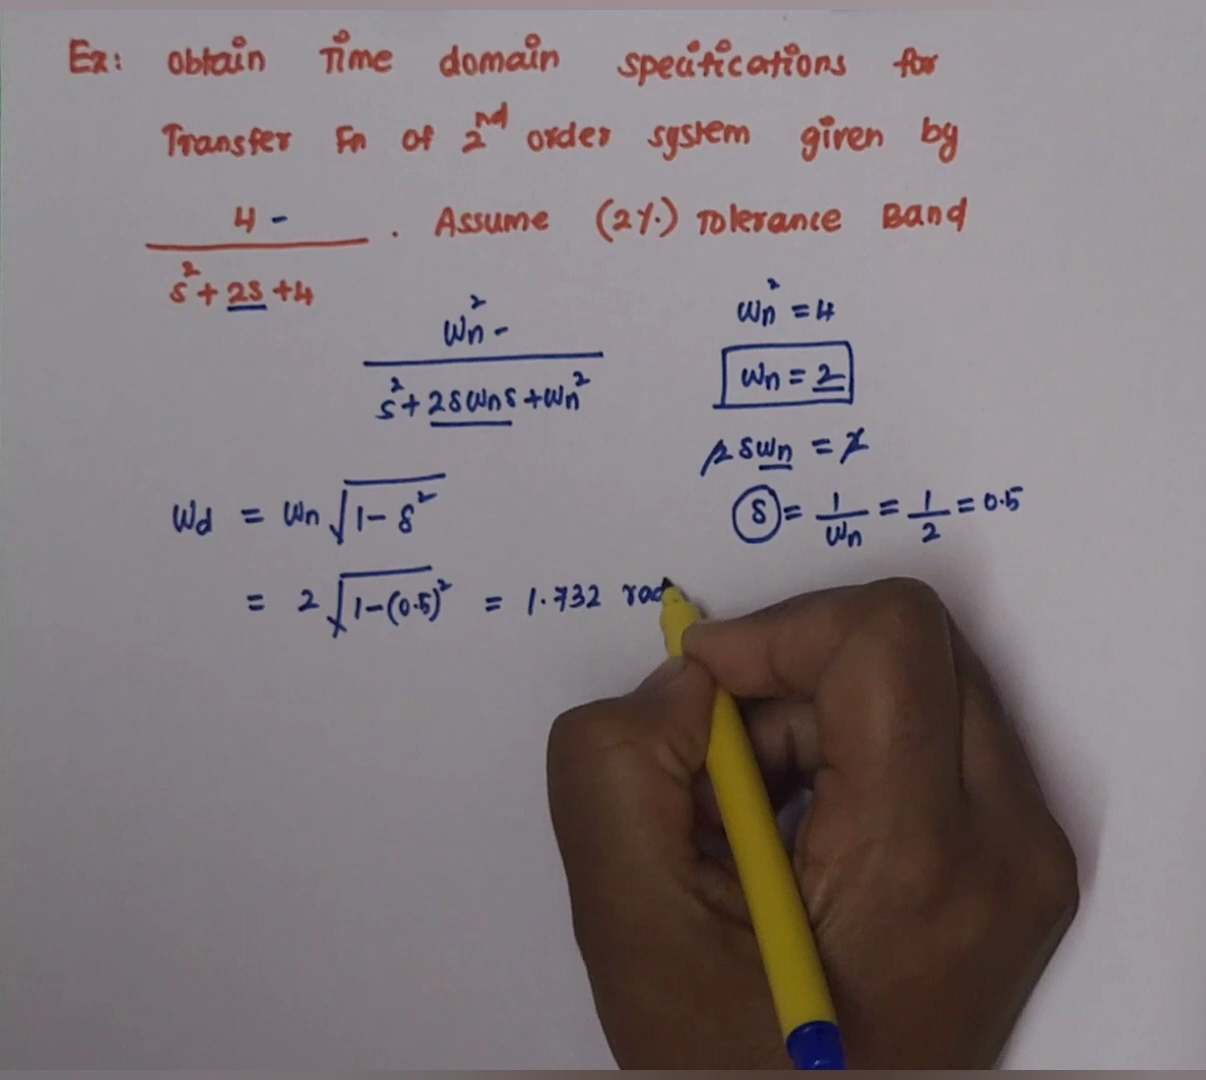 Ex: obtain Time domain specifications for
Transfer Fn of 2nd order system given by
4 -
s² + 2s + 4 . Assume (2%) Tolerance Band
ωn² -
s² + 2δωns + ωn²
ωn² = 4
ωn = 2
2δωn = 2
δ = 1/ωn = 1/2 = 0.5
ωd = ωn √1-δ²
= 2 √1-(0.5)² = 1.732 rad